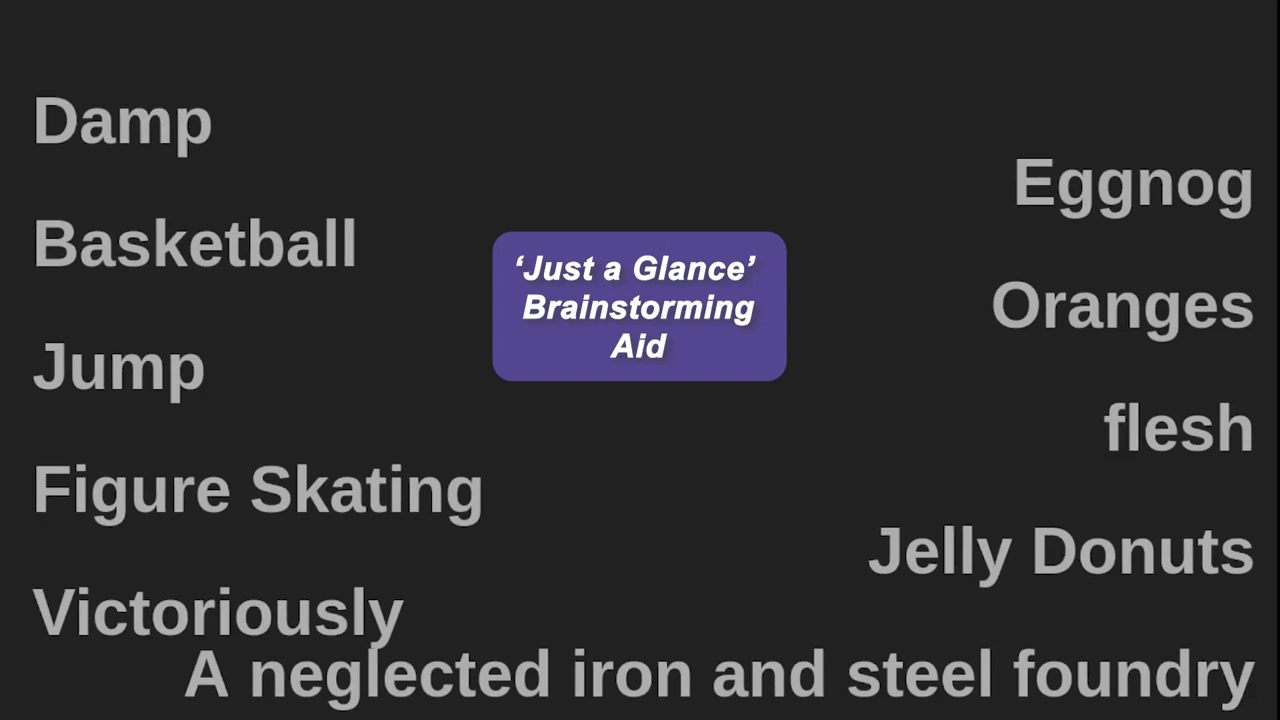 Damp
Eggnog
Basketball
‘Just a Glance’
Brainstorming
Aid
Oranges
Jump
flesh
Figure Skating
Jelly Donuts
Victoriously
A neglected iron and steel foundry